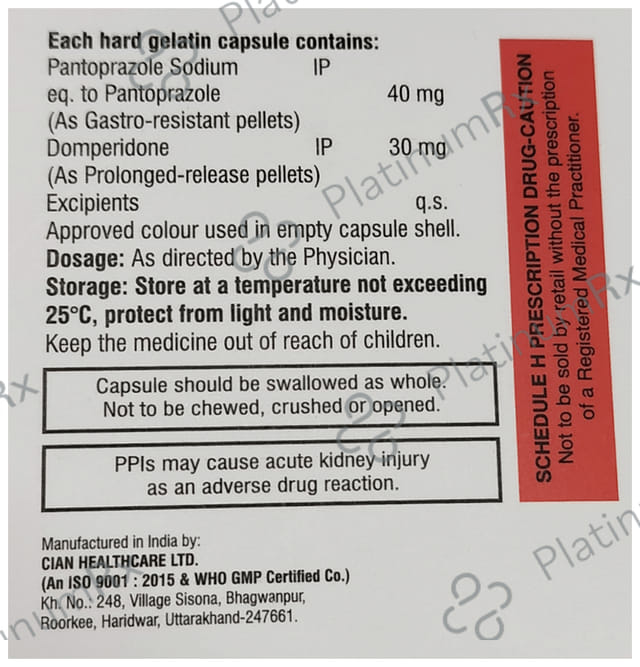 Each hard gelatin capsule contains:
Pantoprazole Sodium IP
eq. to Pantoprazole 40 mg
(As Gastro-resistant pellets)
Domperidone IP 30 mg
(As Prolonged-release pellets)
Excipients q.s.
Approved colour used in empty capsule shell.
Dosage: As directed by the Physician.
Storage: Store at a temperature not exceeding
25°C, protect from light and moisture.
Keep the medicine out of reach of children.
Capsule should be swallowed as whole.
Not to be chewed, crushed or opened.
PPIs may cause acute kidney injury
as an adverse drug reaction.
Manufactured in India by:
CIAN HEALTHCARE LTD.
(An ISO 9001 : 2015 & WHO GMP Certified Co.)
Kh. No.: 248, Village Sisona, Bhagwanpur,
Roorkee, Haridwar, Uttarakhand-247661.
SCHEDULE H PRESCRIPTION DRUG-CAUTION
Not to be sold by retail without the prescription
of a Registered Medical Practitioner.
PlatinumRx
PlatinumRx